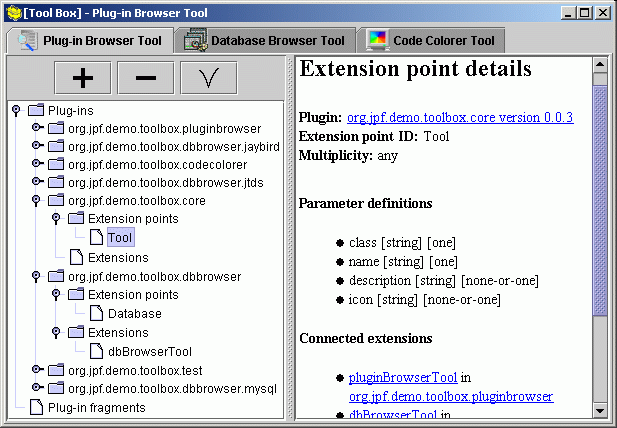 [Tool Box] - Plug-in Browser Tool
Plug-in Browser Tool
Database Browser Tool
Code Colorer Tool
Plug-ins
org.jpf.demo.toolbox.pluginbrowser
org.jpf.demo.toolbox.dbbrowser.jaybird
org.jpf.demo.toolbox.codecolorer
org.jpf.demo.toolbox.dbbrowser.jtds
org.jpf.demo.toolbox.core
Extension points
Tool
Extensions
org.jpf.demo.toolbox.dbbrowser
Extension points
Database
Extensions
dbBrowserTool
org.jpf.demo.toolbox.test
org.jpf.demo.toolbox.dbbrowser.mysql
Plug-in fragments
Extension point details
Plugin: org.jpf.demo.toolbox.core version 0.0.3
Extension point ID: Tool
Multiplicity: any
Parameter definitions
class [string] [one]
name [string] [one]
description [string] [none-or-one]
icon [string] [none-or-one]
Connected extensions
pluginBrowserTool in
org.jpf.demo.toolbox.pluginbrowser
dbBrowserTool in